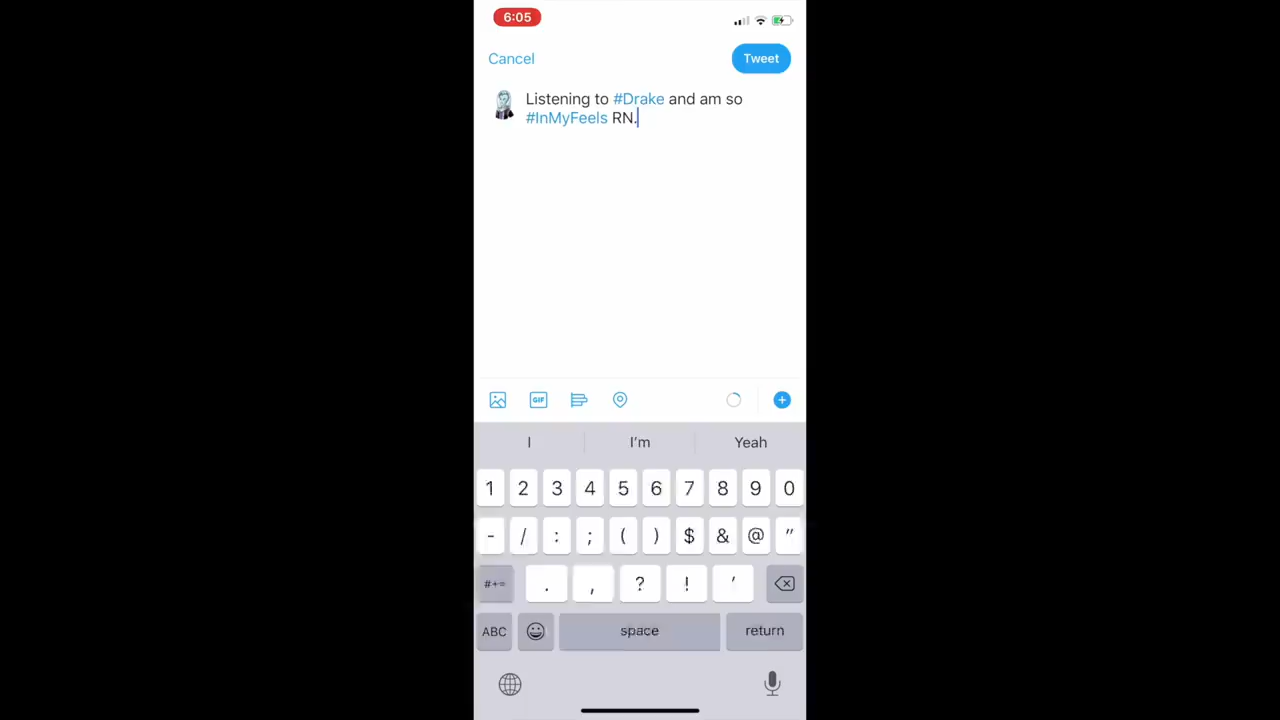 6:05
Cancel
Tweet
Listening to #Drake and am so
#InMyFeels RN.
GIF
I
I'm
Yeah
1 2 3 4 5 6 7 8 9 0
- / : ; ( ) $ & @ "
#+= . , ? ! '
ABC space return